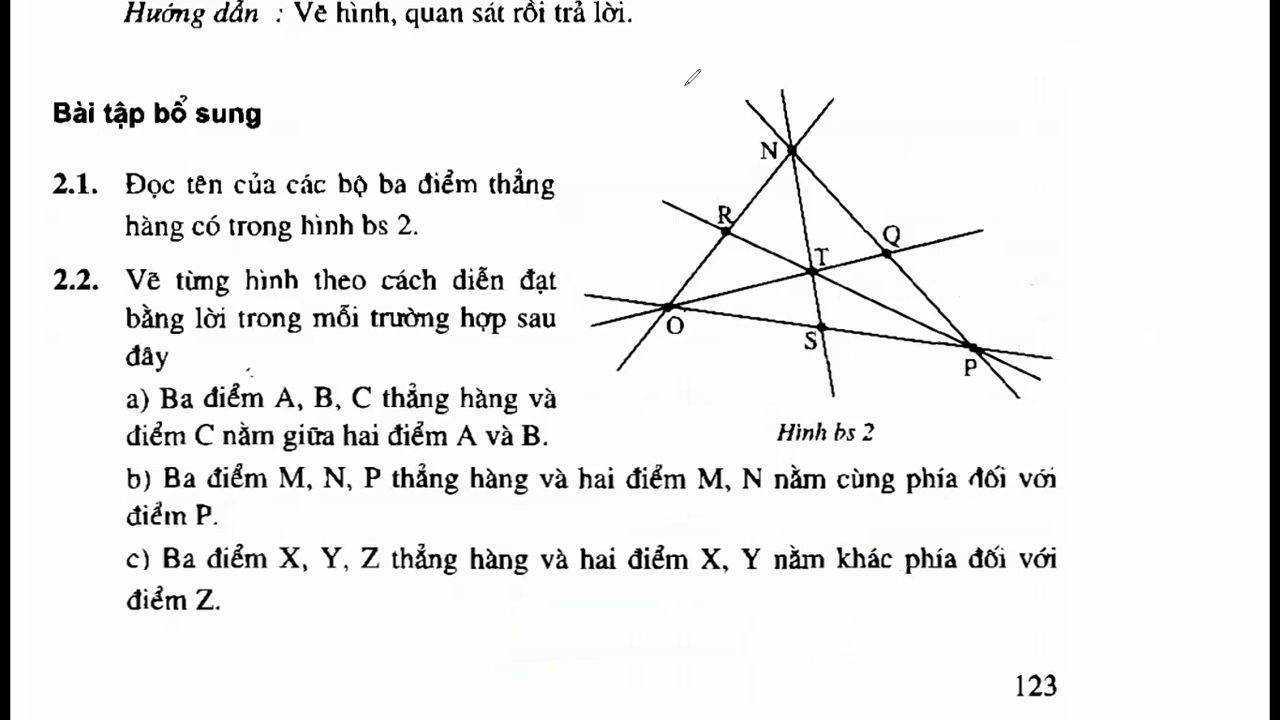 Hướng dẫn : Vẽ hình, quan sát rồi trả lời.
Bài tập bổ sung
2.1. Đọc tên của các bộ ba điểm thẳng
hàng có trong hình bs 2.
2.2. Vẽ từng hình theo cách diễn đạt
bằng lời trong mỗi trường hợp sau
đây
a) Ba điểm A, B, C thẳng hàng và
điểm C nằm giữa hai điểm A và B.
N
R
Q
T
O
S
P
Hình bs 2
b) Ba điểm M, N, P thẳng hàng và hai điểm M, N nằm cùng phía đối với
điểm P.
c) Ba điểm X, Y, Z thẳng hàng và hai điểm X, Y nằm khác phía đối với
điểm Z.
123